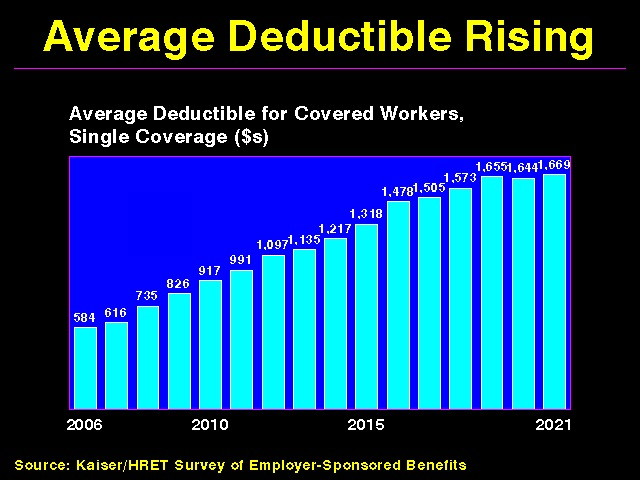 Average Deductible Rising
Average Deductible for Covered Workers,
Single Coverage ($s)
584 616 735 826 917 991 1,097 1,135 1,217 1,318 1,478 1,505 1,573 1,655 1,644 1,669
2006 2010 2015 2021
Source: Kaiser/HRET Survey of Employer-Sponsored Benefits